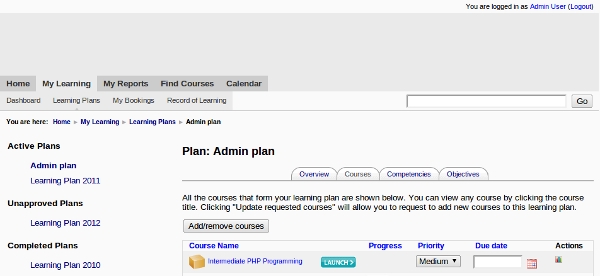 You are logged in as Admin User (Logout)
Home My Learning My Reports Find Courses Calendar
Dashboard Learning Plans My Bookings Record of Learning Go
You are here: Home ► My Learning ► Learning Plans ► Admin plan
Active Plans
Admin plan
Learning Plan 2011
Unapproved Plans
Learning Plan 2012
Completed Plans
Learning Plan 2010
Plan: Admin plan
Overview Courses Competencies Objectives
All the courses that form your learning plan are shown below. You can view any course by clicking the course
title. Clicking "Update requested courses" will allow you to request to add new courses to this learning plan.
Add/remove courses
Course Name Progress Priority Due date Actions
Intermediate PHP Programming LAUNCH Medium